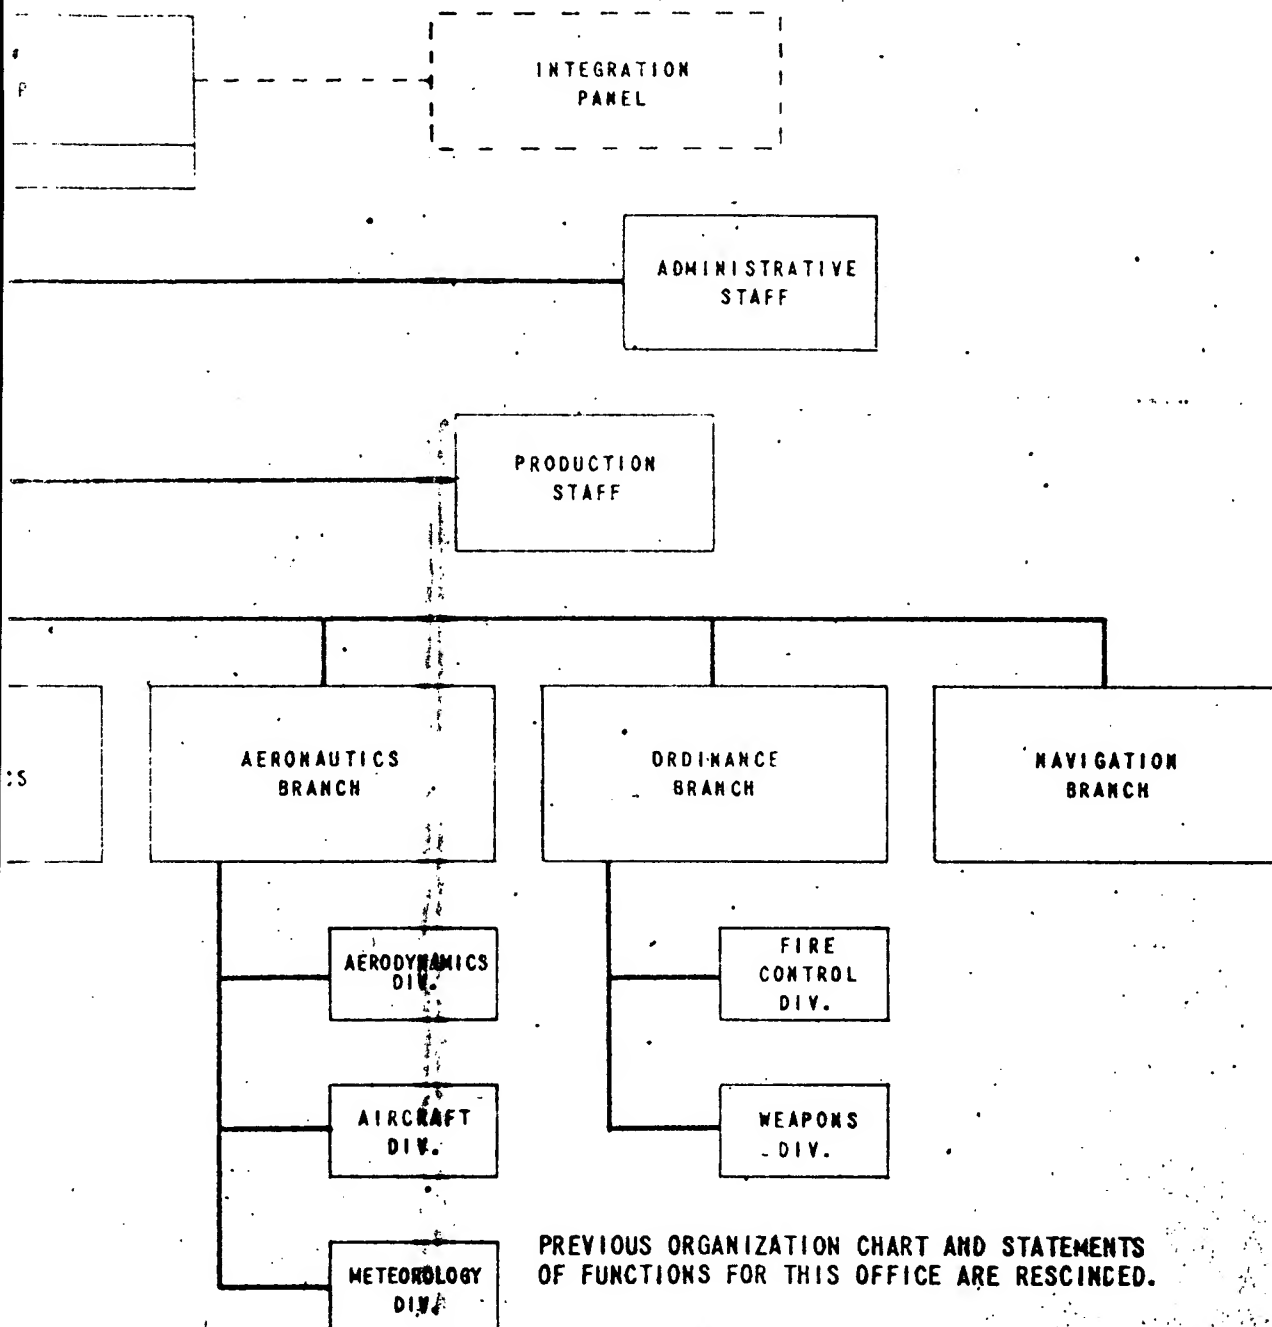 P
INTEGRATION
PANEL
ADMINISTRATIVE
STAFF
PRODUCTION
STAFF
CS
AERONAUTICS
BRANCH
ORDINANCE
BRANCH
NAVIGATION
BRANCH
AERODYNAMICS
DIV.
FIRE
CONTROL
DIV.
AIRCRAFT
DIV.
WEAPONS
DIV.
METEOROLOGY
DIV.
PREVIOUS ORGANIZATION CHART AND STATEMENTS
OF FUNCTIONS FOR THIS OFFICE ARE RESCINCED.